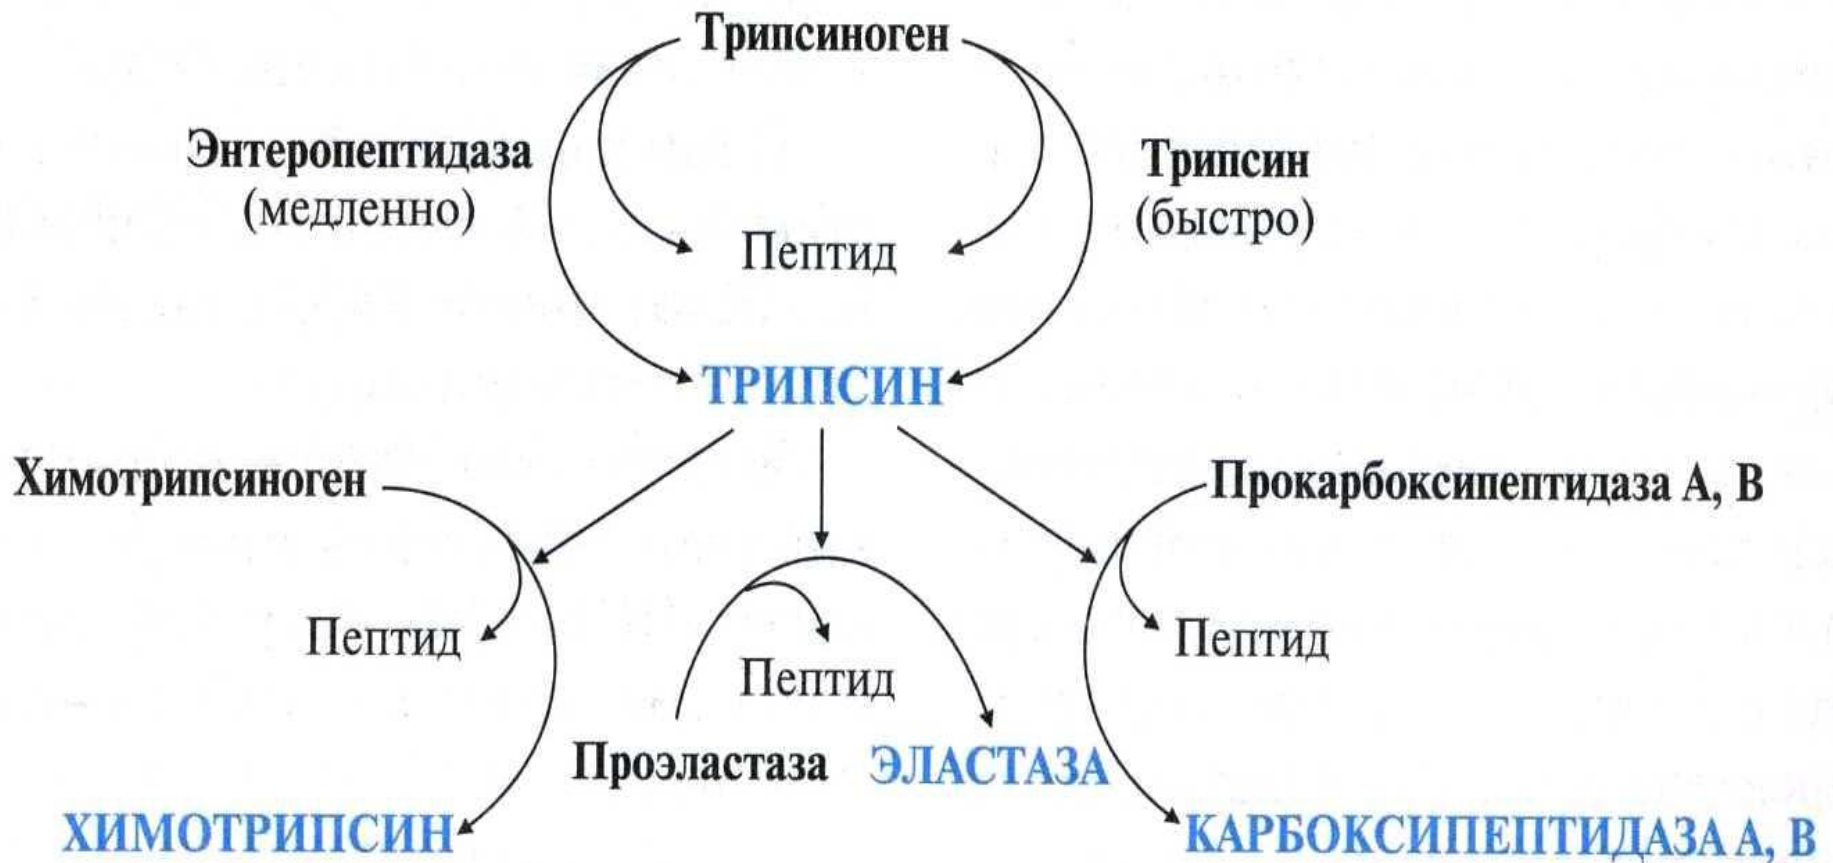 Трипсиноген
Энтеропептидаза
(медленно)
Трипсин
(быстро)
Пептид
ТРИПСИН
Химотрипсиноген
Прокарбоксипептидаза А, В
Пептид
Пептид
Пептид
Проэластаза
ЭЛАСТАЗА
ХИМОТРИПСИН
КАРБОКСИПЕПТИДАЗА А, В